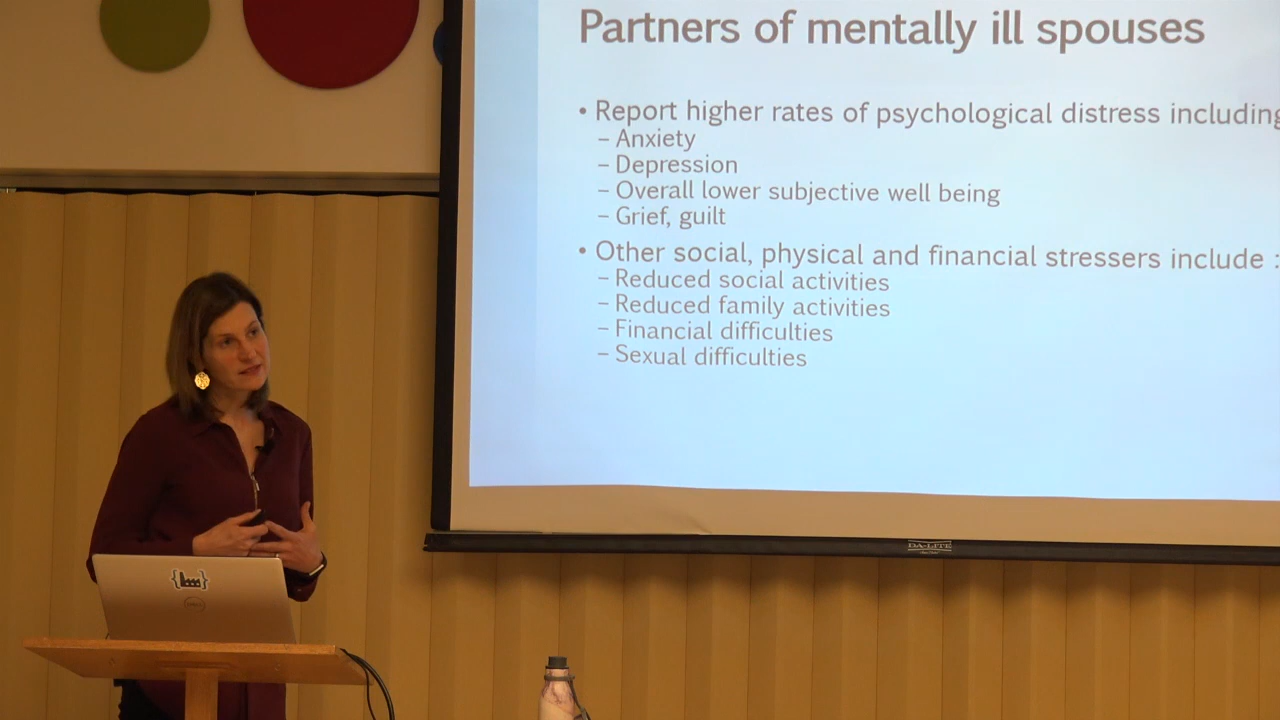 Partners of mentally ill spouses
• Report higher rates of psychological distress including
– Anxiety
– Depression
– Overall lower subjective well being
– Grief, guilt
• Other social, physical and financial stressers include :
– Reduced social activities
– Reduced family activities
– Financial difficulties
– Sexual difficulties
DA-LITE
DELL